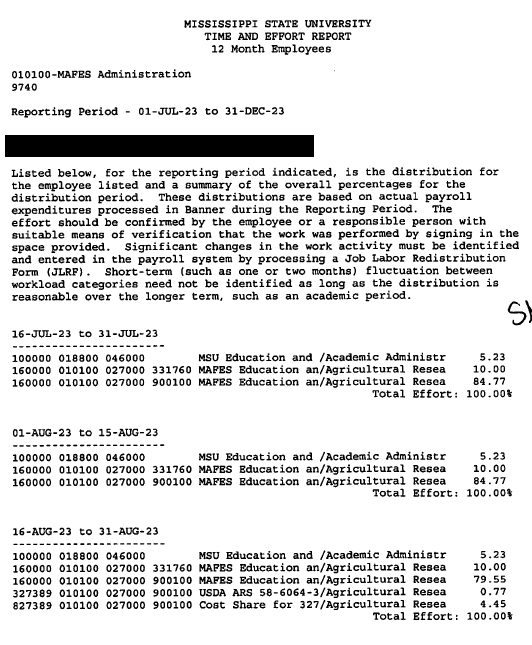 MISSISSIPPI STATE UNIVERSITY
TIME AND EFFORT REPORT
12 Month Employees
010100-MAFES Administration
9740
Reporting Period - 01-JUL-23 to 31-DEC-23
Listed below, for the reporting period indicated, is the distribution for
the employee listed and a summary of the overall percentages for the
distribution period. These distributions are based on actual payroll
expenditures processed in Banner during the Reporting Period. The
effort should be confirmed by the employee or a responsible person with
suitable means of verification that the work was performed by signing in the
space provided. Significant changes in the work activity must be identified
and entered in the payroll system by processing a Job Labor Redistribution
Form (JLRF). Short-term (such as one or two months) fluctuation between
workload categories need not be identified as long as the distribution is
reasonable over the longer term, such as an academic period.
16-JUL-23 to 31-JUL-23
-----------------------
100000 018800 046000 MSU Education and /Academic Administr 5.23
160000 010100 027000 331760 MAFES Education an/Agricultural Resea 10.00
160000 010100 027000 900100 MAFES Education an/Agricultural Resea 84.77
Total Effort: 100.00%
01-AUG-23 to 15-AUG-23
-----------------------
100000 018800 046000 MSU Education and /Academic Administr 5.23
160000 010100 027000 331760 MAFES Education an/Agricultural Resea 10.00
160000 010100 027000 900100 MAFES Education an/Agricultural Resea 84.77
Total Effort: 100.00%
16-AUG-23 to 31-AUG-23
-----------------------
100000 018800 046000 MSU Education and /Academic Administr 5.23
160000 010100 027000 331760 MAFES Education an/Agricultural Resea 10.00
160000 010100 027000 900100 MAFES Education an/Agricultural Resea 79.55
327389 010100 027000 900100 USDA ARS 58-6064-3/Agricultural Resea 0.77
827389 010100 027000 900100 Cost Share for 327/Agricultural Resea 4.45
Total Effort: 100.00%